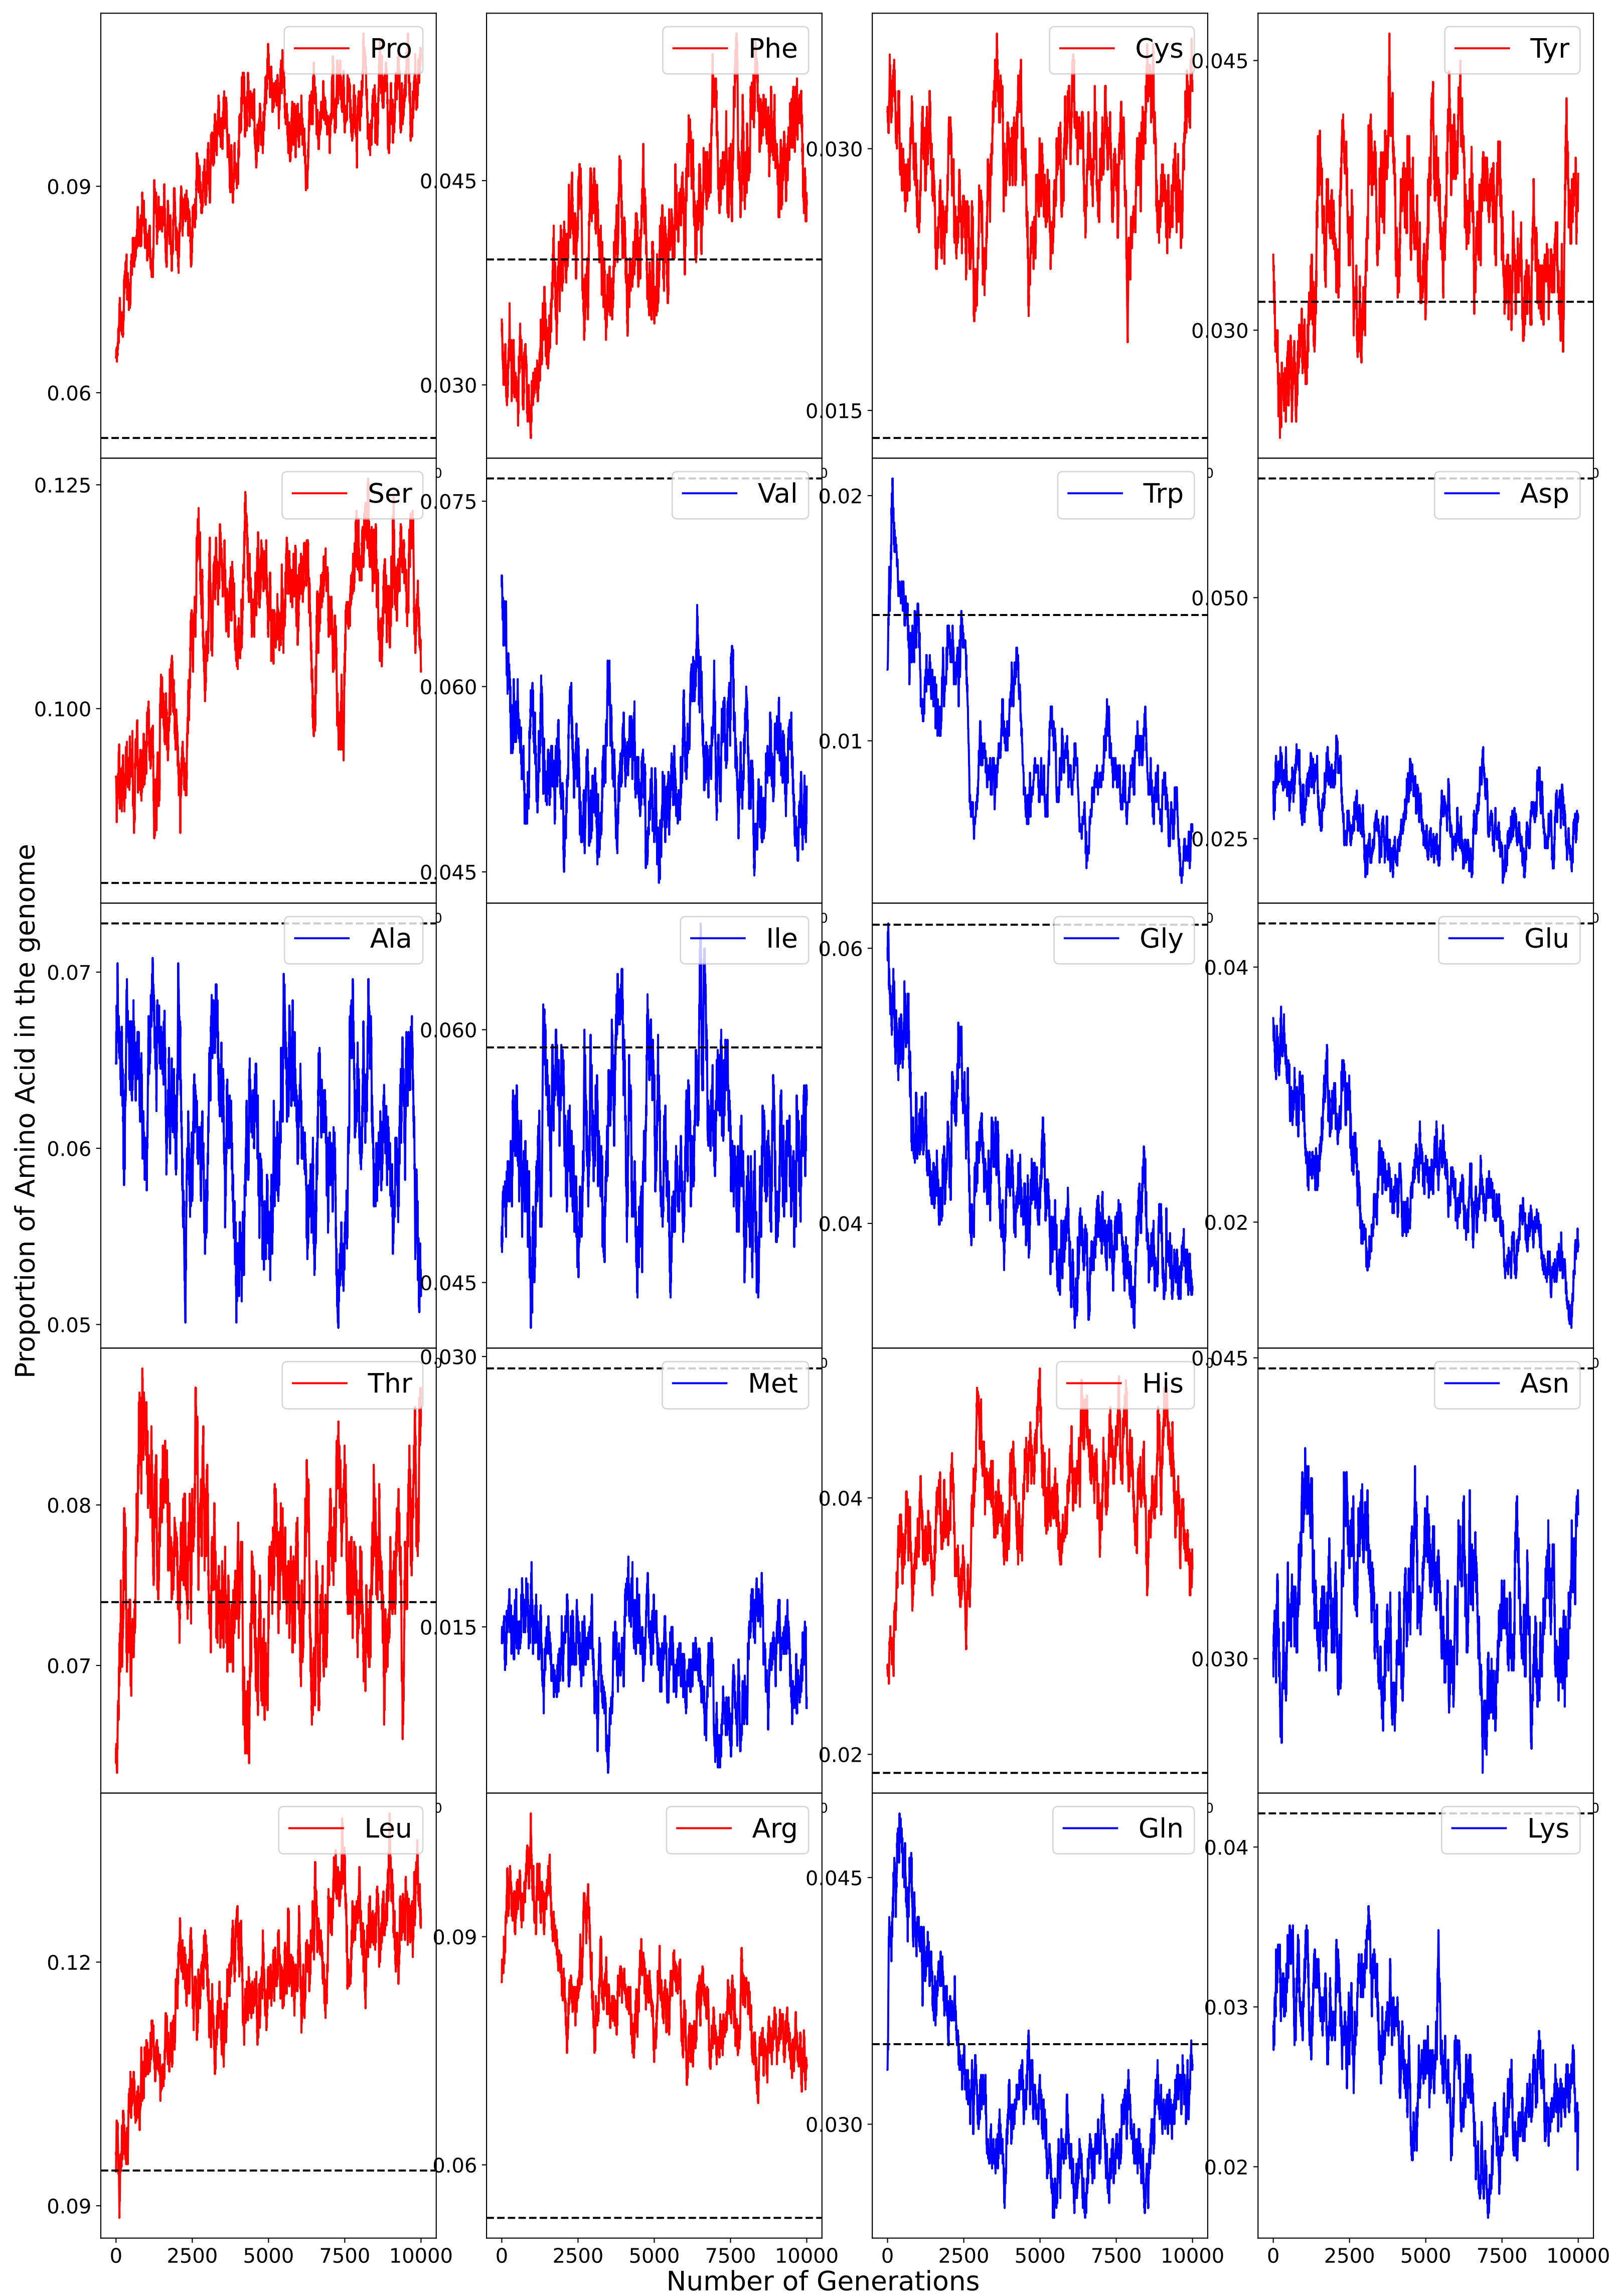 Pro
Phe
Cys
Tyr
0.09
0.06
0.045
0.030
0.030
0.015
0.045
0.030
Ser
Val
Trp
Asp
0.125
0.100
0.075
0.060
0.045
0.02
0.01
0.050
0.025
Ala
Ile
Gly
Glu
0.07
0.06
0.05
0.060
0.045
0.06
0.04
0.04
0.02
Thr
Met
His
Asn
0.08
0.07
0.030
0.015
0.04
0.02
0.045
0.030
Leu
Arg
Gln
Lys
0.12
0.09
0.09
0.06
0.045
0.030
0.04
0.03
0.02
0 2500 5000 7500 10000
0 2500 5000 7500 10000
0 2500 5000 7500 10000
0 2500 5000 7500 10000
Number of Generations
Proportion of Amino Acid in the genome